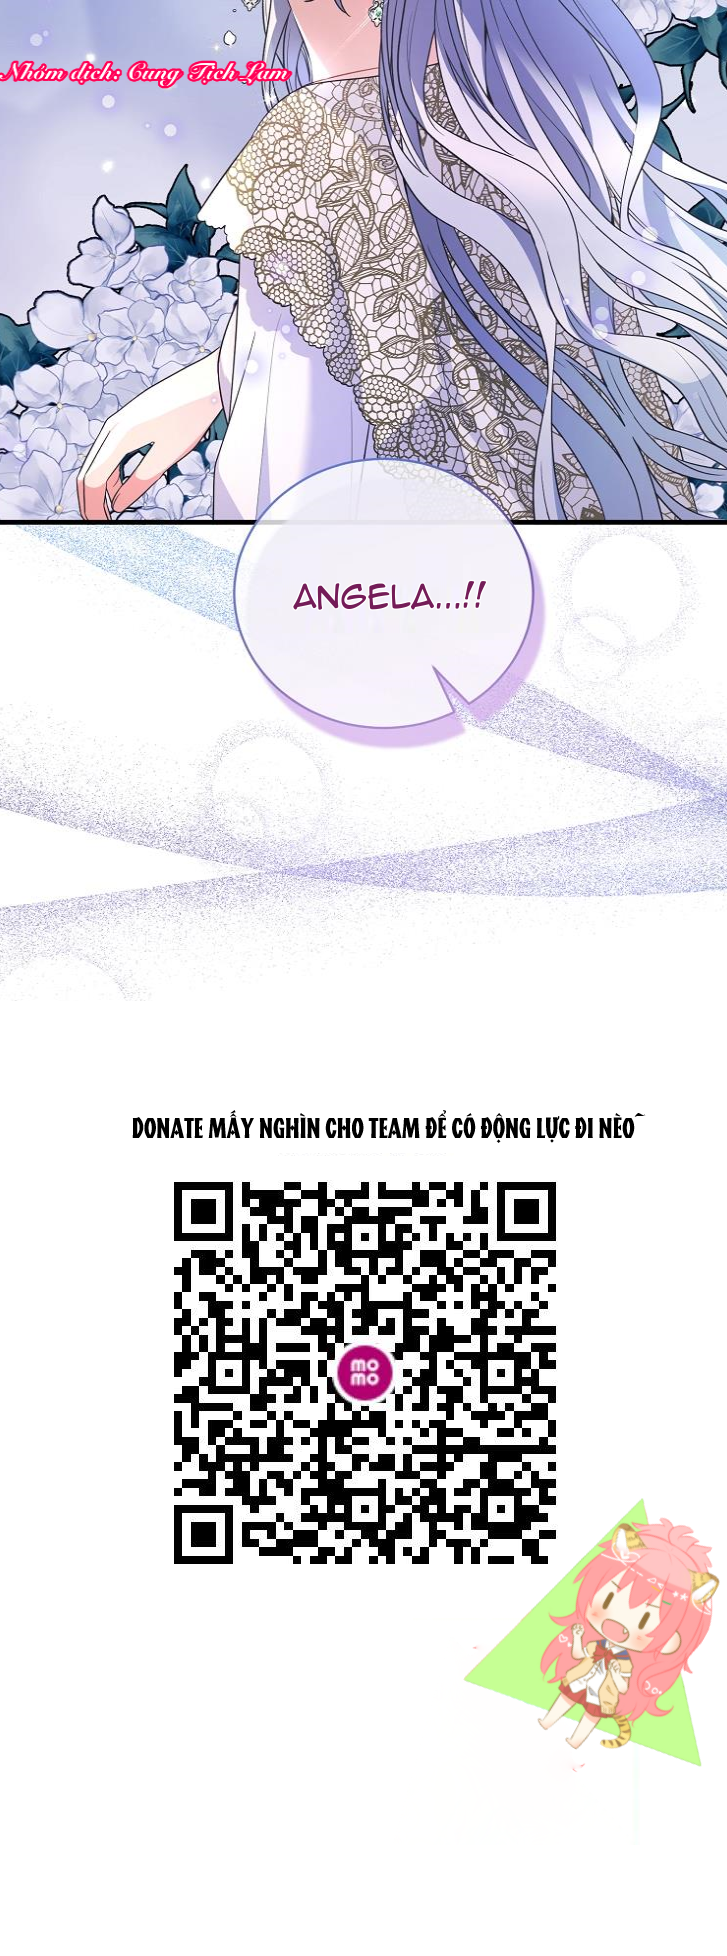 Nhóm dịch: Cung Tịch Lam
ANGELA...!!
DONATE MẤY NGHÌN CHO TEAM ĐỂ CÓ ĐỘNG LỰC ĐI NÈO~
mo
mo